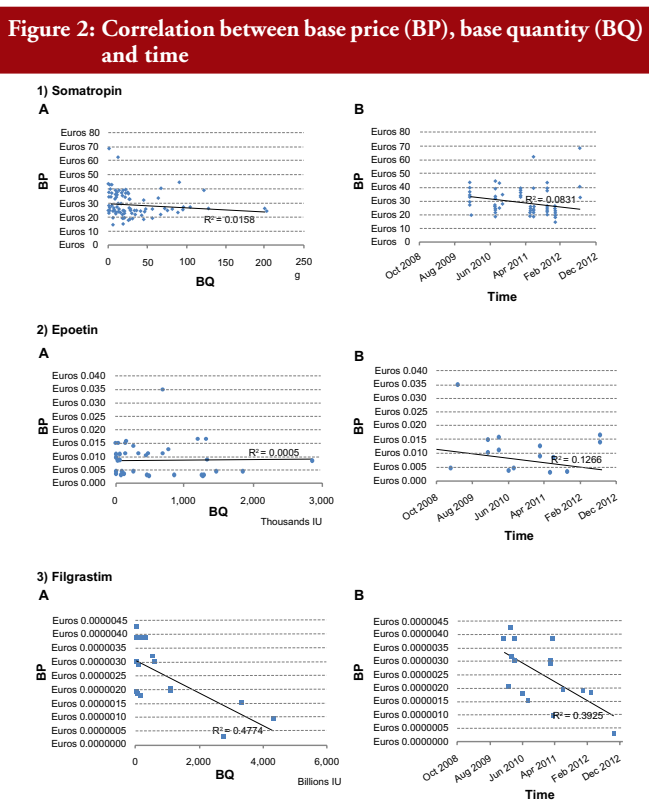 Figure 2: Correlation between base price (BP), base quantity (BQ)
and time
1) Somatropin
A
Euros 80
Euros 70
Euros 60
Euros 50
Euros 40
Euros 30
Euros 20
Euros 10
Euros 0
BP
R² = 0.0158
0 50 100 150 200 250
g
BQ
B
Euros 80
Euros 70
Euros 60
Euros 50
Euros 40
Euros 30
Euros 20
Euros 10
Euros 0
BP
R² = 0.0831
Oct 2008 Aug 2009 Jun 2010 Apr 2011 Feb 2012 Dec 2012
Time
2) Epoetin
A
Euros 0.040
Euros 0.035
Euros 0.030
Euros 0.025
Euros 0.020
Euros 0.015
Euros 0.010
Euros 0.005
Euros 0.000
BP
R² = 0.0005
0 1,000 2,000 3,000
BQ
Thousands IU
B
Euros 0.040
Euros 0.035
Euros 0.030
Euros 0.025
Euros 0.020
Euros 0.015
Euros 0.010
Euros 0.005
Euros 0.000
BP
R² = 0.1266
Oct 2008 Aug 2009 Jun 2010 Apr 2011 Feb 2012 Dec 2012
Time
3) Filgrastim
A
Euros 0.0000045
Euros 0.0000040
Euros 0.0000035
Euros 0.0000030
Euros 0.0000025
Euros 0.0000020
Euros 0.0000015
Euros 0.0000010
Euros 0.0000005
Euros 0.0000000
BP
R² = 0.4774
0 2,000 4,000 6,000
BQ
Billions IU
B
Euros 0.0000045
Euros 0.0000040
Euros 0.0000035
Euros 0.0000030
Euros 0.0000025
Euros 0.0000020
Euros 0.0000015
Euros 0.0000010
Euros 0.0000005
Euros 0.0000000
BP
R² = 0.3925
Oct 2008 Aug 2009 Jun 2010 Apr 2011 Feb 2012 Dec 2012
Time